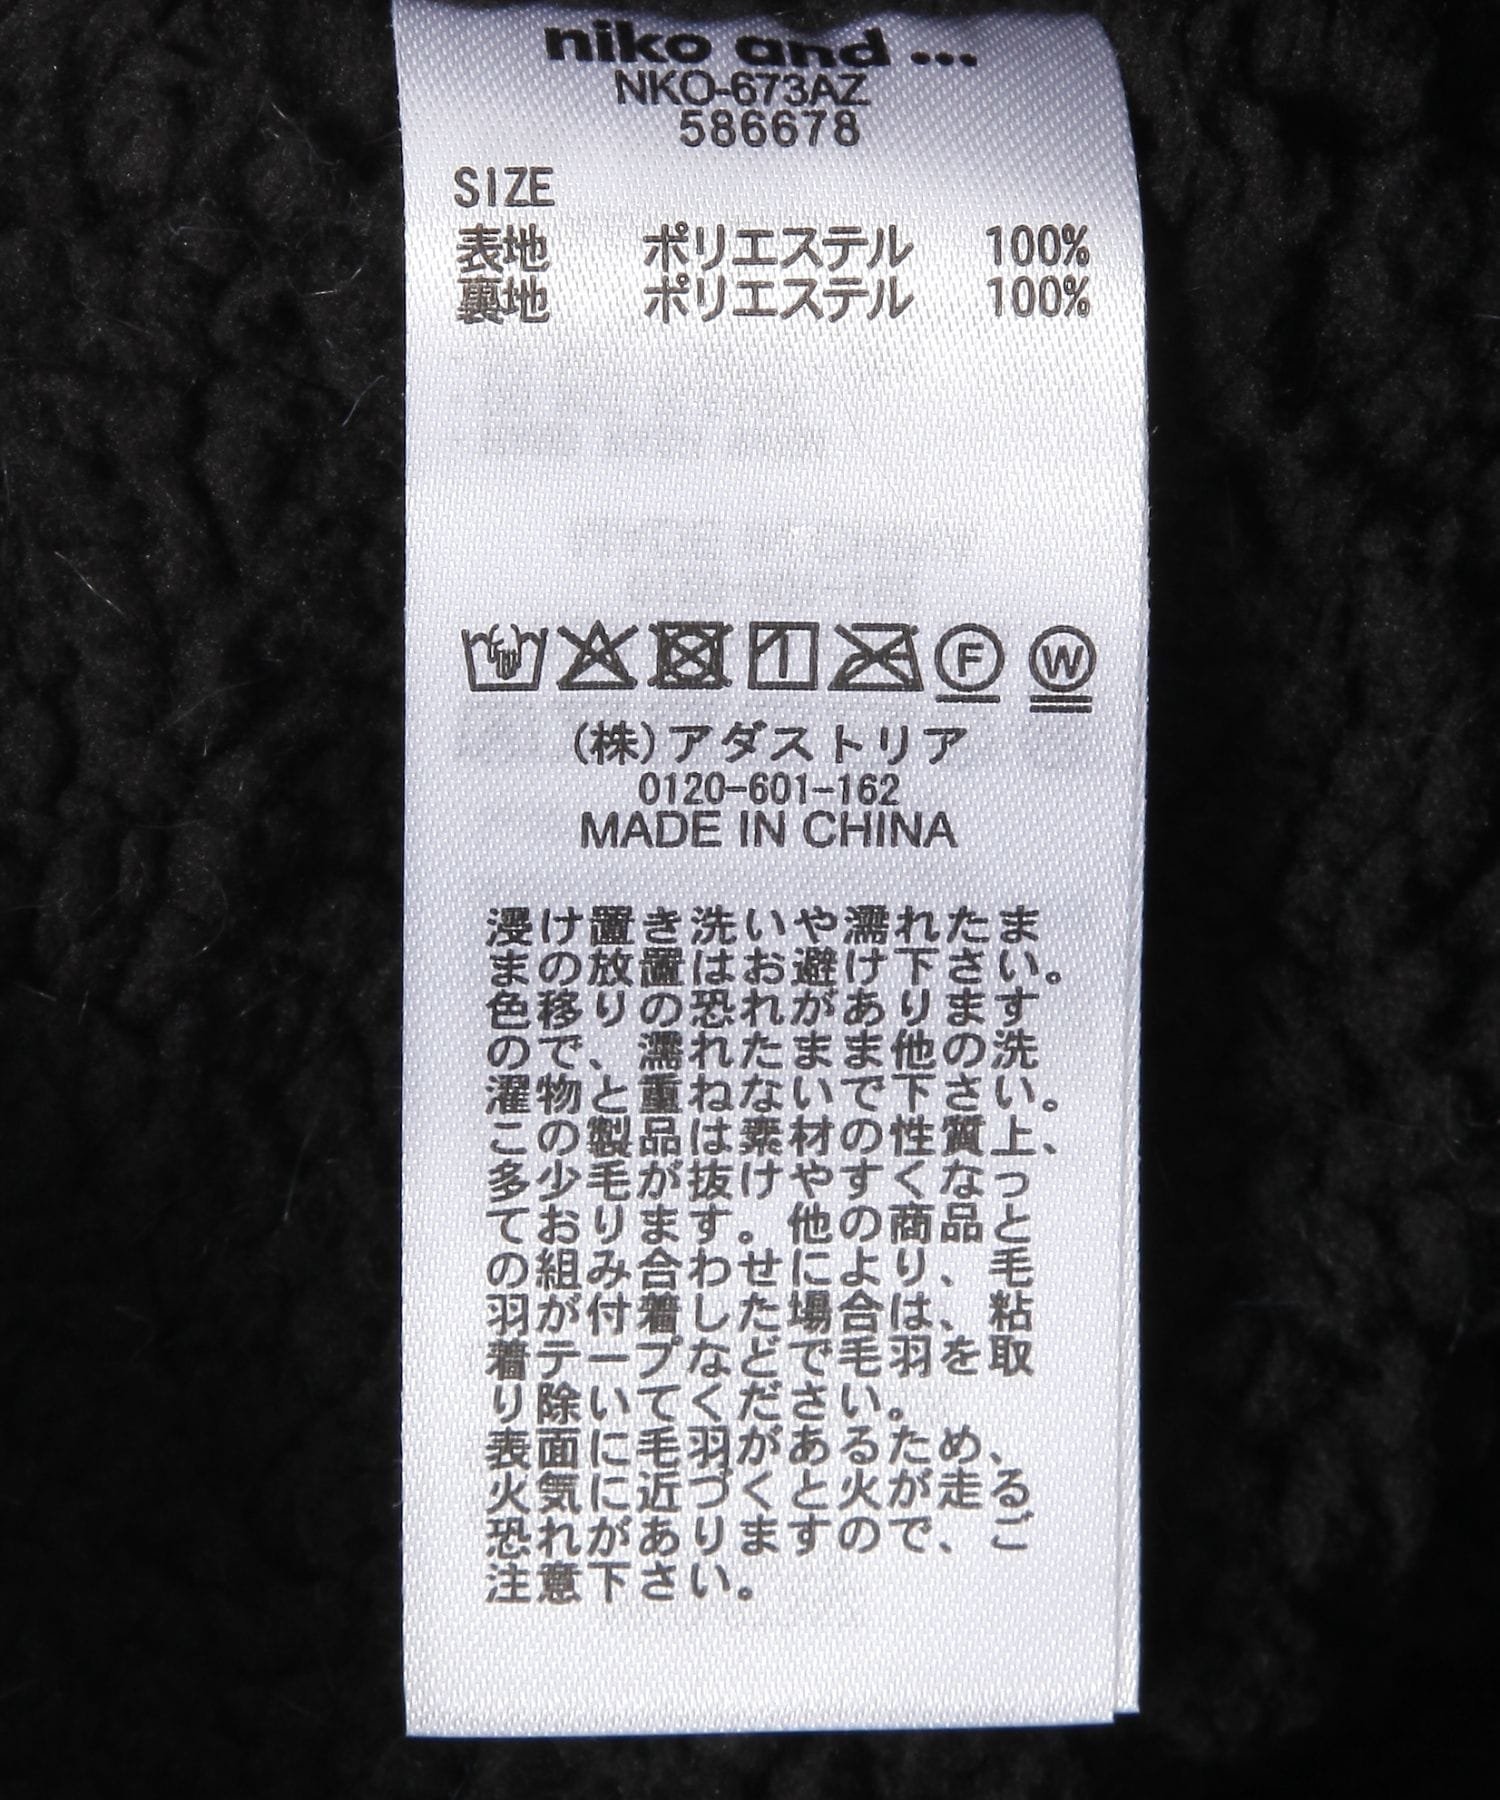 niko and ...
NKO-673AZ
586678
SIZE
表地 ポリエステル 100%
裏地 ポリエステル 100%
F W
(株)アダストリア
0120-601-162
MADE IN CHINA
浸け置き洗いや濡れたま
まの放置はお避け下さい。
色移りの恐れがあります
ので、濡れたまま他の洗
濯物と重ねないで下さい。
この製品は素材の性質上、
多少毛が抜けやすくなっ
ております。他の商品と
の組み合わせにより、毛
羽が付着した場合は、粘
着テープなどで毛羽を取
り除いてください。
表面に毛羽があるため、
火気に近づくと火が走る
恐れがありますので、ご
注意下さい。